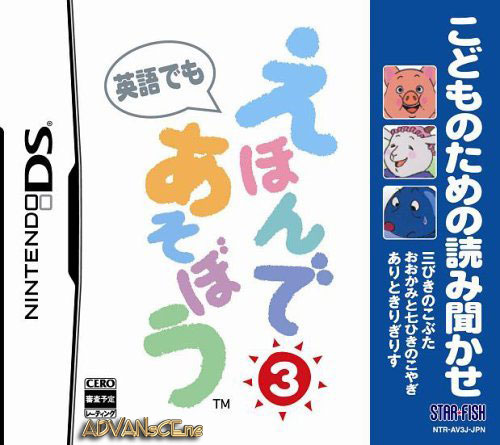 NINTENDO DS
英語でも
えほんで
あそぼう
3
TM
こどものための読み聞かせ
三びきのこぶた
おおかみと七ひきのこやぎ
ありときりぎりす
STAR★FISH
NTR-AV3J-JPN
CERO
審査予定
レーティング
ADVANsCEne